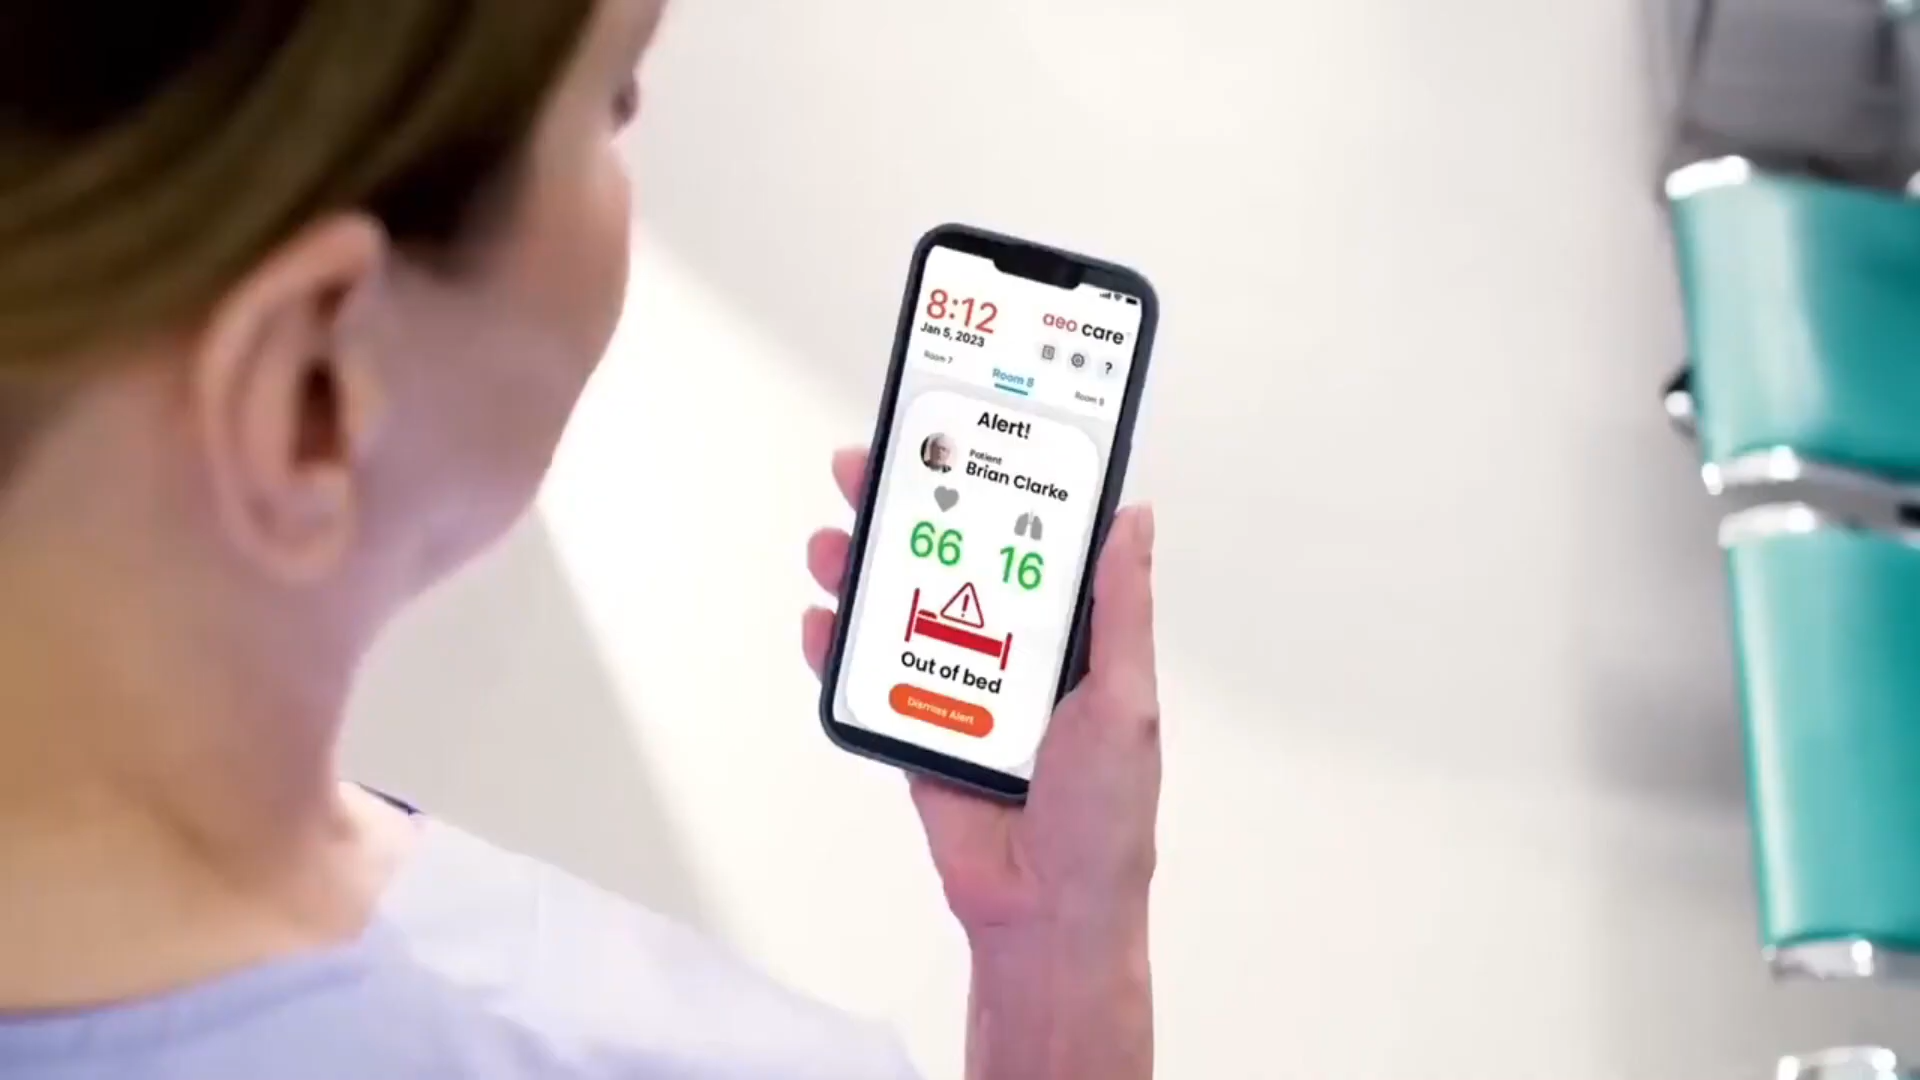 8:12
Jan 5, 2023
aeo care
?
Room 7
Room 8
Room 9
Alert!
Patient
Brian Clarke
66
16
!
Out of bed
Dismiss Alert